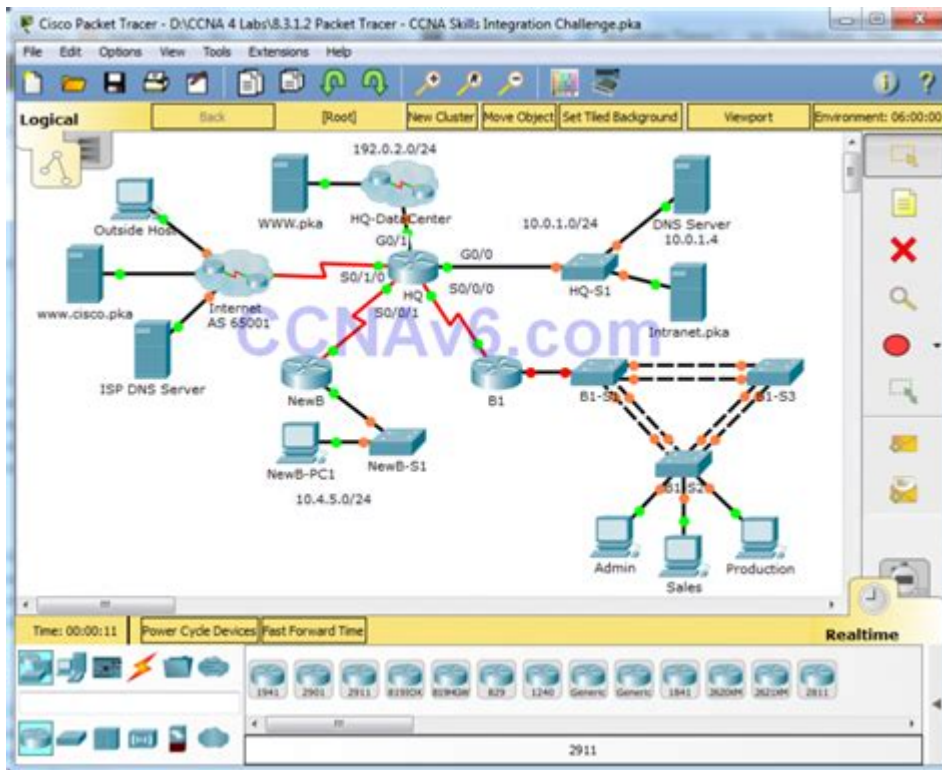 Cisco Packet Tracer - D:\CCNA 4 Labs\8.3.1.2 Packet Tracer - CCNA Skills Integration Challenge.pka
File Edit Options View Tools Extensions Help
Logical Back [Root] New Cluster Move Object Set Tiled Background Viewport Environment: 06:00:00
192.0.2.0/24
WWW.pka HQ-DataCenter
Outside Host
10.0.1.0/24
DNS Server
10.0.1.4
G0/1
G0/0
S0/1/0
HQ
S0/0/0
HQ-S1
S0/0/1
www.cisco.pka
Internet
AS 65001
Intranet.pka
CCNAv6.com
ISP DNS Server
NewB
B1
B1-S1
B1-S3
NewB-PC1
NewB-S1
10.4.5.0/24
B1-S2
Admin
Sales
Production
Time: 00:00:11 Power Cycle Devices Fast Forward Time Realtime
1941 2901 2911 819IOX 819HGW 829 1240 Generic Generic 1841 2620XM 2621XM 2811
2911